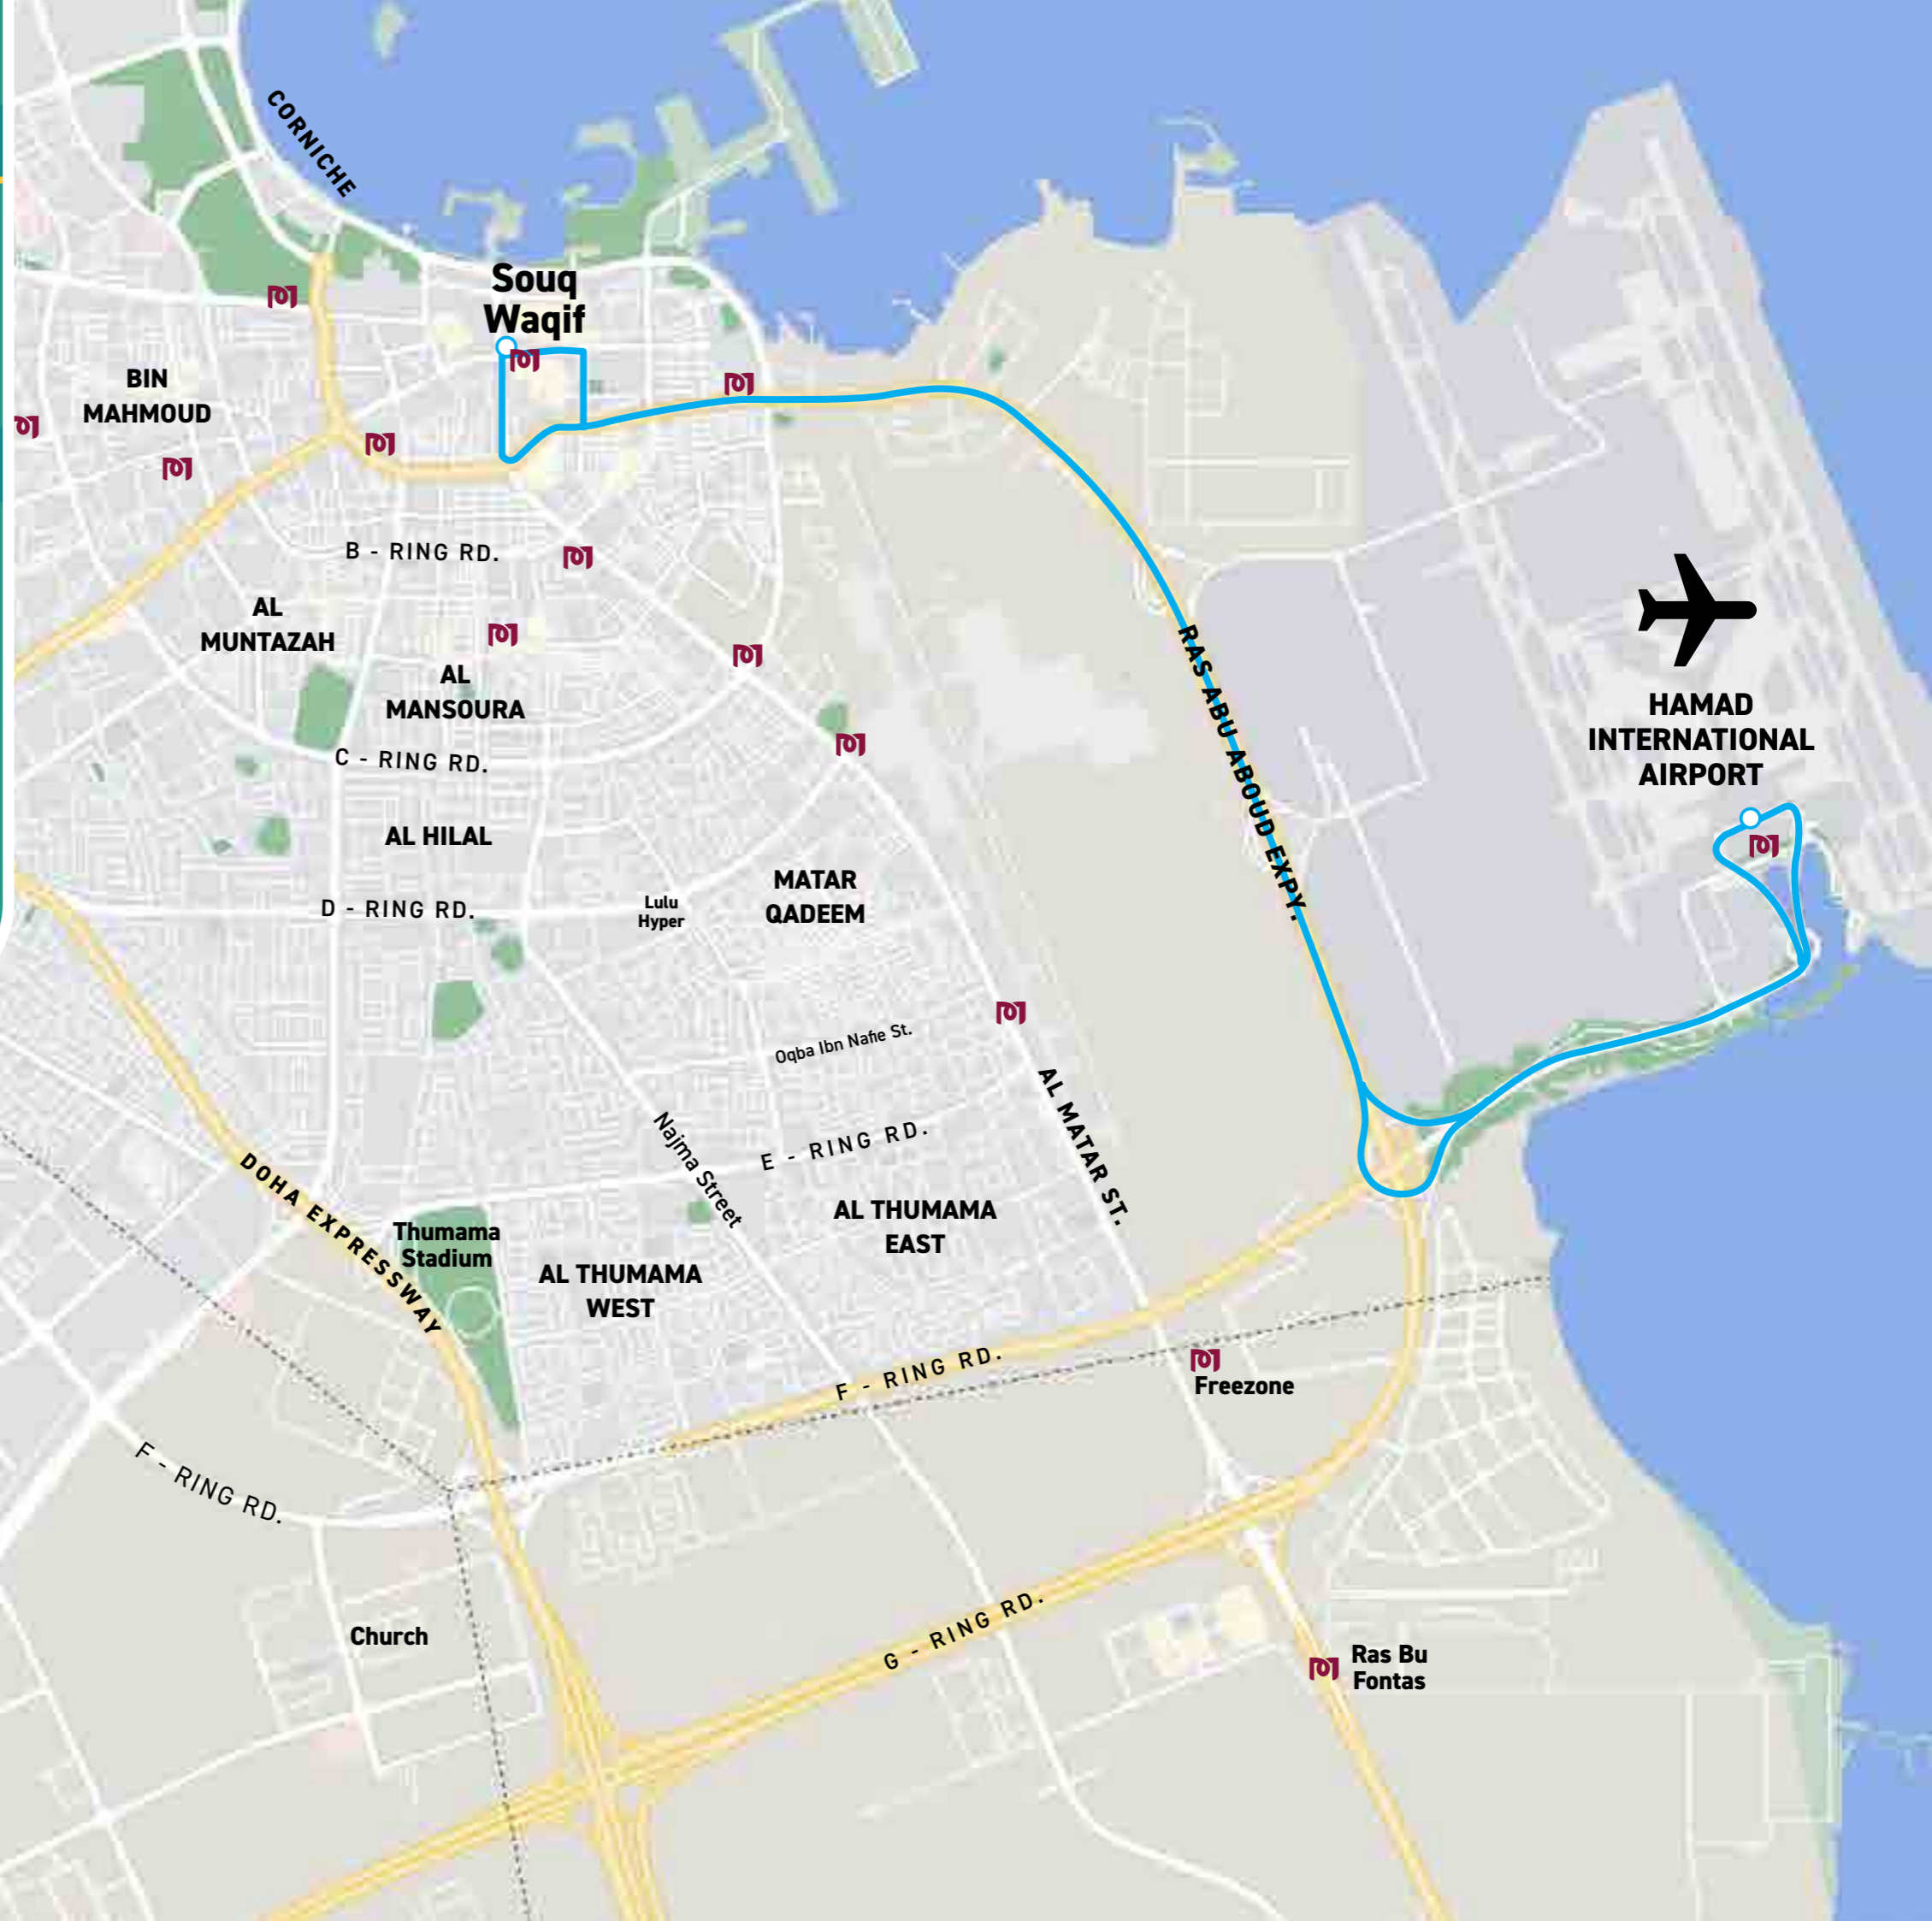 CORNICHE
Souq
Waqif
BIN
MAHMOUD
B - RING RD.
AL
MUNTAZAH
AL
MANSOURA
C - RING RD.
RAS ABU ABOUD EXPY.
HAMAD
INTERNATIONAL
AIRPORT
AL HILAL
MATAR
QADEEM
D - RING RD.
Lulu
Hyper
Oqba Ibn Nafie St.
AL MATAR ST.
Najma Street
E - RING RD.
DOHA EXPRESSWAY
Thumama
Stadium
AL THUMAMA
EAST
AL THUMAMA
WEST
F - RING RD.
Freezone
F - RING RD.
Church
G - RING RD.
Ras Bu
Fontas